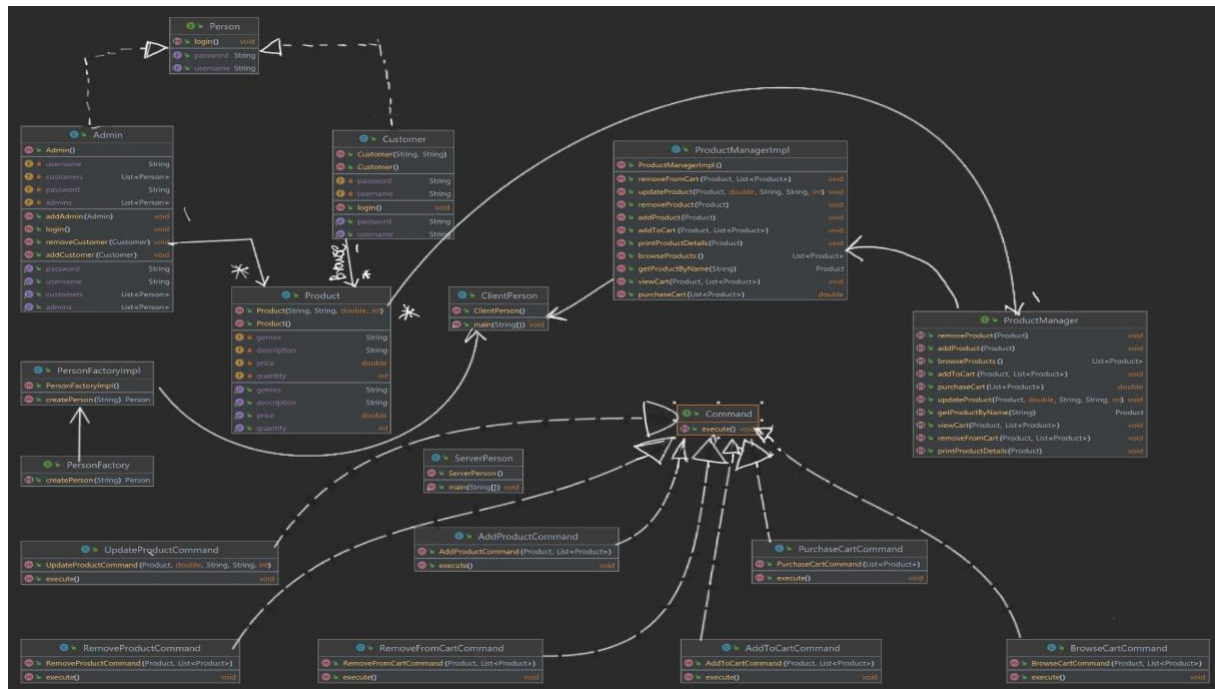 Person
login() void
password String
username String
Admin
Admin()
username String
customers List<Person>
password String
admins List<Person>
addAdmin(Admin) void
login() void
removeCustomer(Customer) void
addCustomer(Customer) void
password String
username String
customers List<Person>
admins List<Person>
Customer
Customer(String, String)
Customer()
password String
username String
login() void
password String
username String
1
*
Browse
1
*
*
1
Product
Product(String, String, double, int)
Product()
genres String
description String
price double
quantity int
genres String
description String
price double
quantity int
ClientPerson
ClientPerson()
main(String[]) void
ProductManagerImpl
ProductManagerImpl()
removeFromCart(Product, List<Product>) void
updateProduct(Product, double, String, String, int) void
removeProduct(Product) void
addProduct(Product) void
addToCart(Product, List<Product>) void
printProductDetails(Product) void
browseProducts() List<Product>
getProductByName(String) Product
viewCart(Product, List<Product>) void
purchaseCart(List<Product>) double
ProductManager
removeProduct(Product) void
addProduct(Product) void
browseProducts() List<Product>
addToCart(Product, List<Product>) void
purchaseCart(List<Product>) double
updateProduct(Product, double, String, String, int) void
getProductByName(String) Product
viewCart(Product, List<Product>) void
removeFromCart(Product, List<Product>) void
printProductDetails(Product) void
PersonFactoryImpl
PersonFactoryImpl()
createPerson(String) Person
PersonFactory
createPerson(String) Person
Command
execute() void
ServerPerson
ServerPerson()
main(String[]) void
UpdateProductCommand
UpdateProductCommand(Product, double, String, String, int)
execute() void
AddProductCommand
AddProductCommand(Product, List<Product>)
execute() void
PurchaseCartCommand
PurchaseCartCommand(List<Product>)
execute() void
RemoveProductCommand
RemoveProductCommand(Product, List<Product>)
execute() void
RemoveFromCartCommand
RemoveFromCartCommand(Product, List<Product>)
execute() void
AddToCartCommand
AddToCartCommand(Product, List<Product>)
execute() void
BrowseCartCommand
BrowseCartCommand(Product, List<Product>)
execute() void